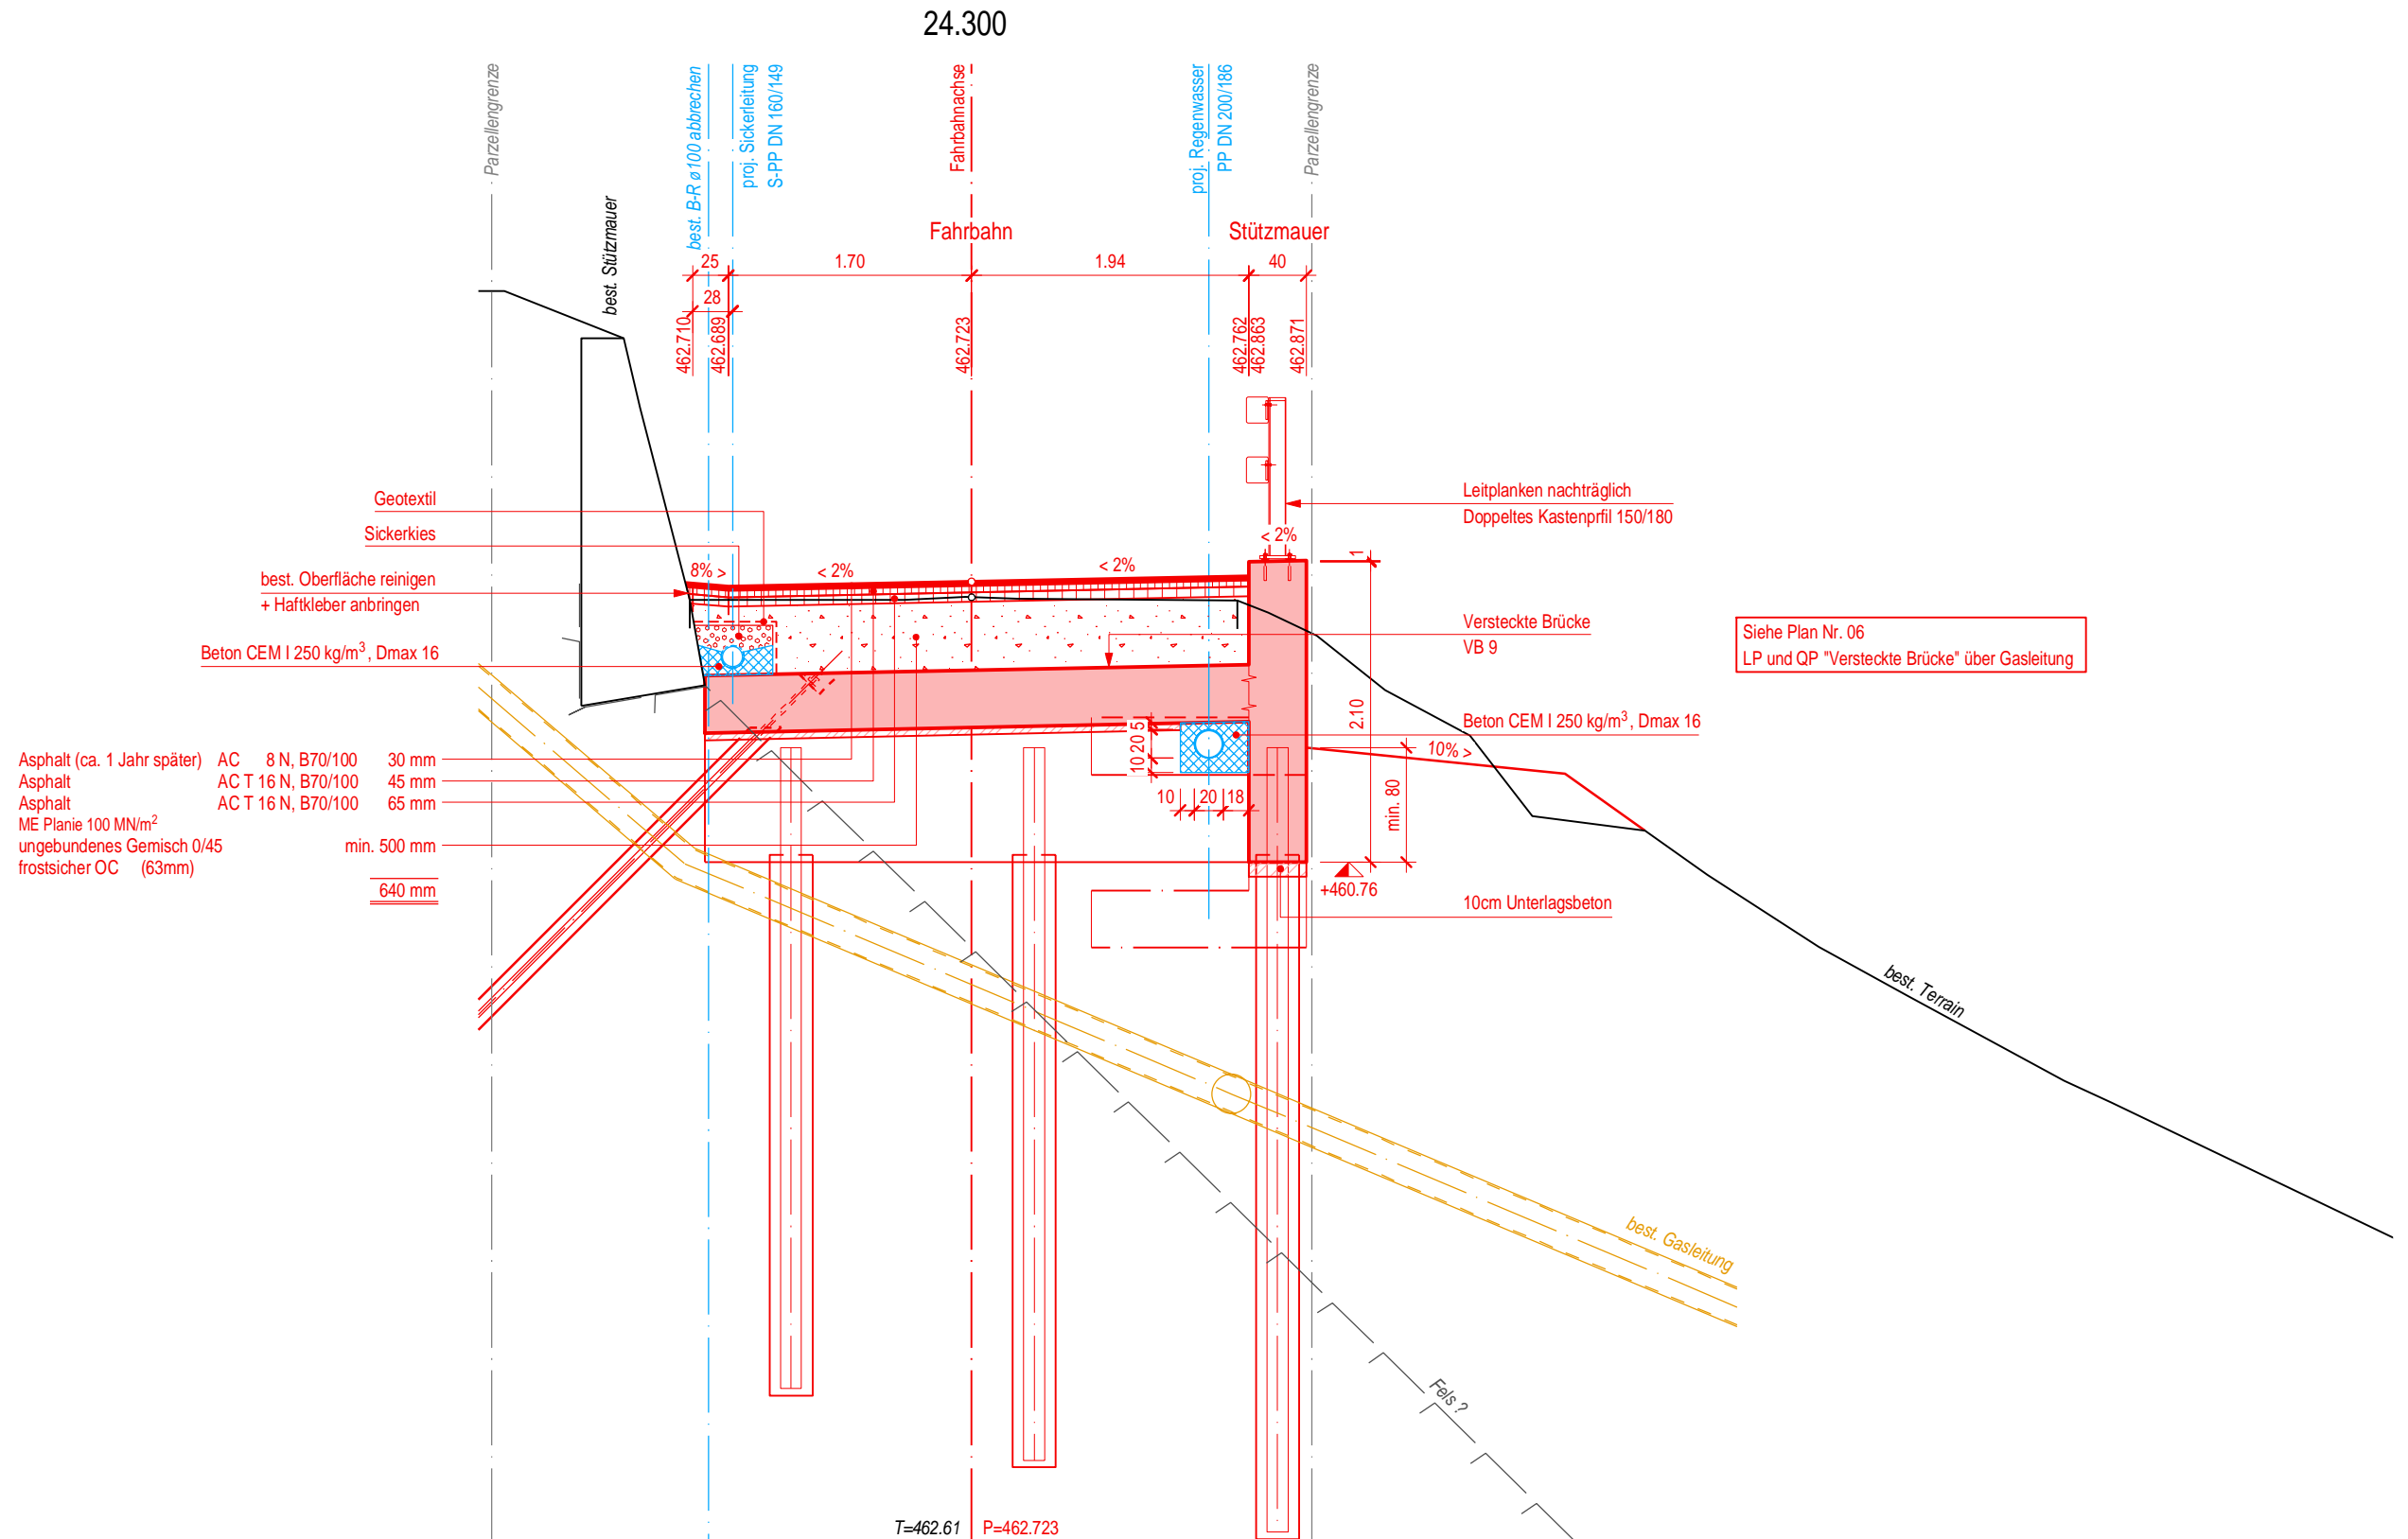 24.300
Parzellengrenze
best. Stützmauer
best. B-R ø100 abbrechen
proj. Sickerleitung
S-PP DN 160/149
Fahrbahnachse
proj. Regenwasser
PP DN 200/186
Parzellengrenze
Fahrbahn
Stützmauer
25
1.70
1.94
40
28
462.710
462.689
462.723
462.762
462.863
462.871
Geotextil
Sickerkies
best. Oberfläche reinigen
+ Haftkleber anbringen
Beton CEM I 250 kg/m³, Dmax 16
8% >
< 2%
< 2%
< 2%
Leitplanken nachträglich
Doppeltes Kastenprfil 150/180
1
Versteckte Brücke
VB 9
Siehe Plan Nr. 06
LP und QP "Versteckte Brücke" über Gasleitung
2.10
Beton CEM I 250 kg/m³, Dmax 16
10% >
min. 80
10 20 5
10 20 18
Asphalt (ca. 1 Jahr später) AC 8 N, B70/100 30 mm
Asphalt AC T 16 N, B70/100 45 mm
Asphalt AC T 16 N, B70/100 65 mm
ME Planie 100 MN/m²
ungebundenes Gemisch 0/45 min. 500 mm
frostsicher OC (63mm)
640 mm
+460.76
10cm Unterlagsbeton
best. Terrain
best. Gasleitung
Fels ?
T=462.61 P=462.723